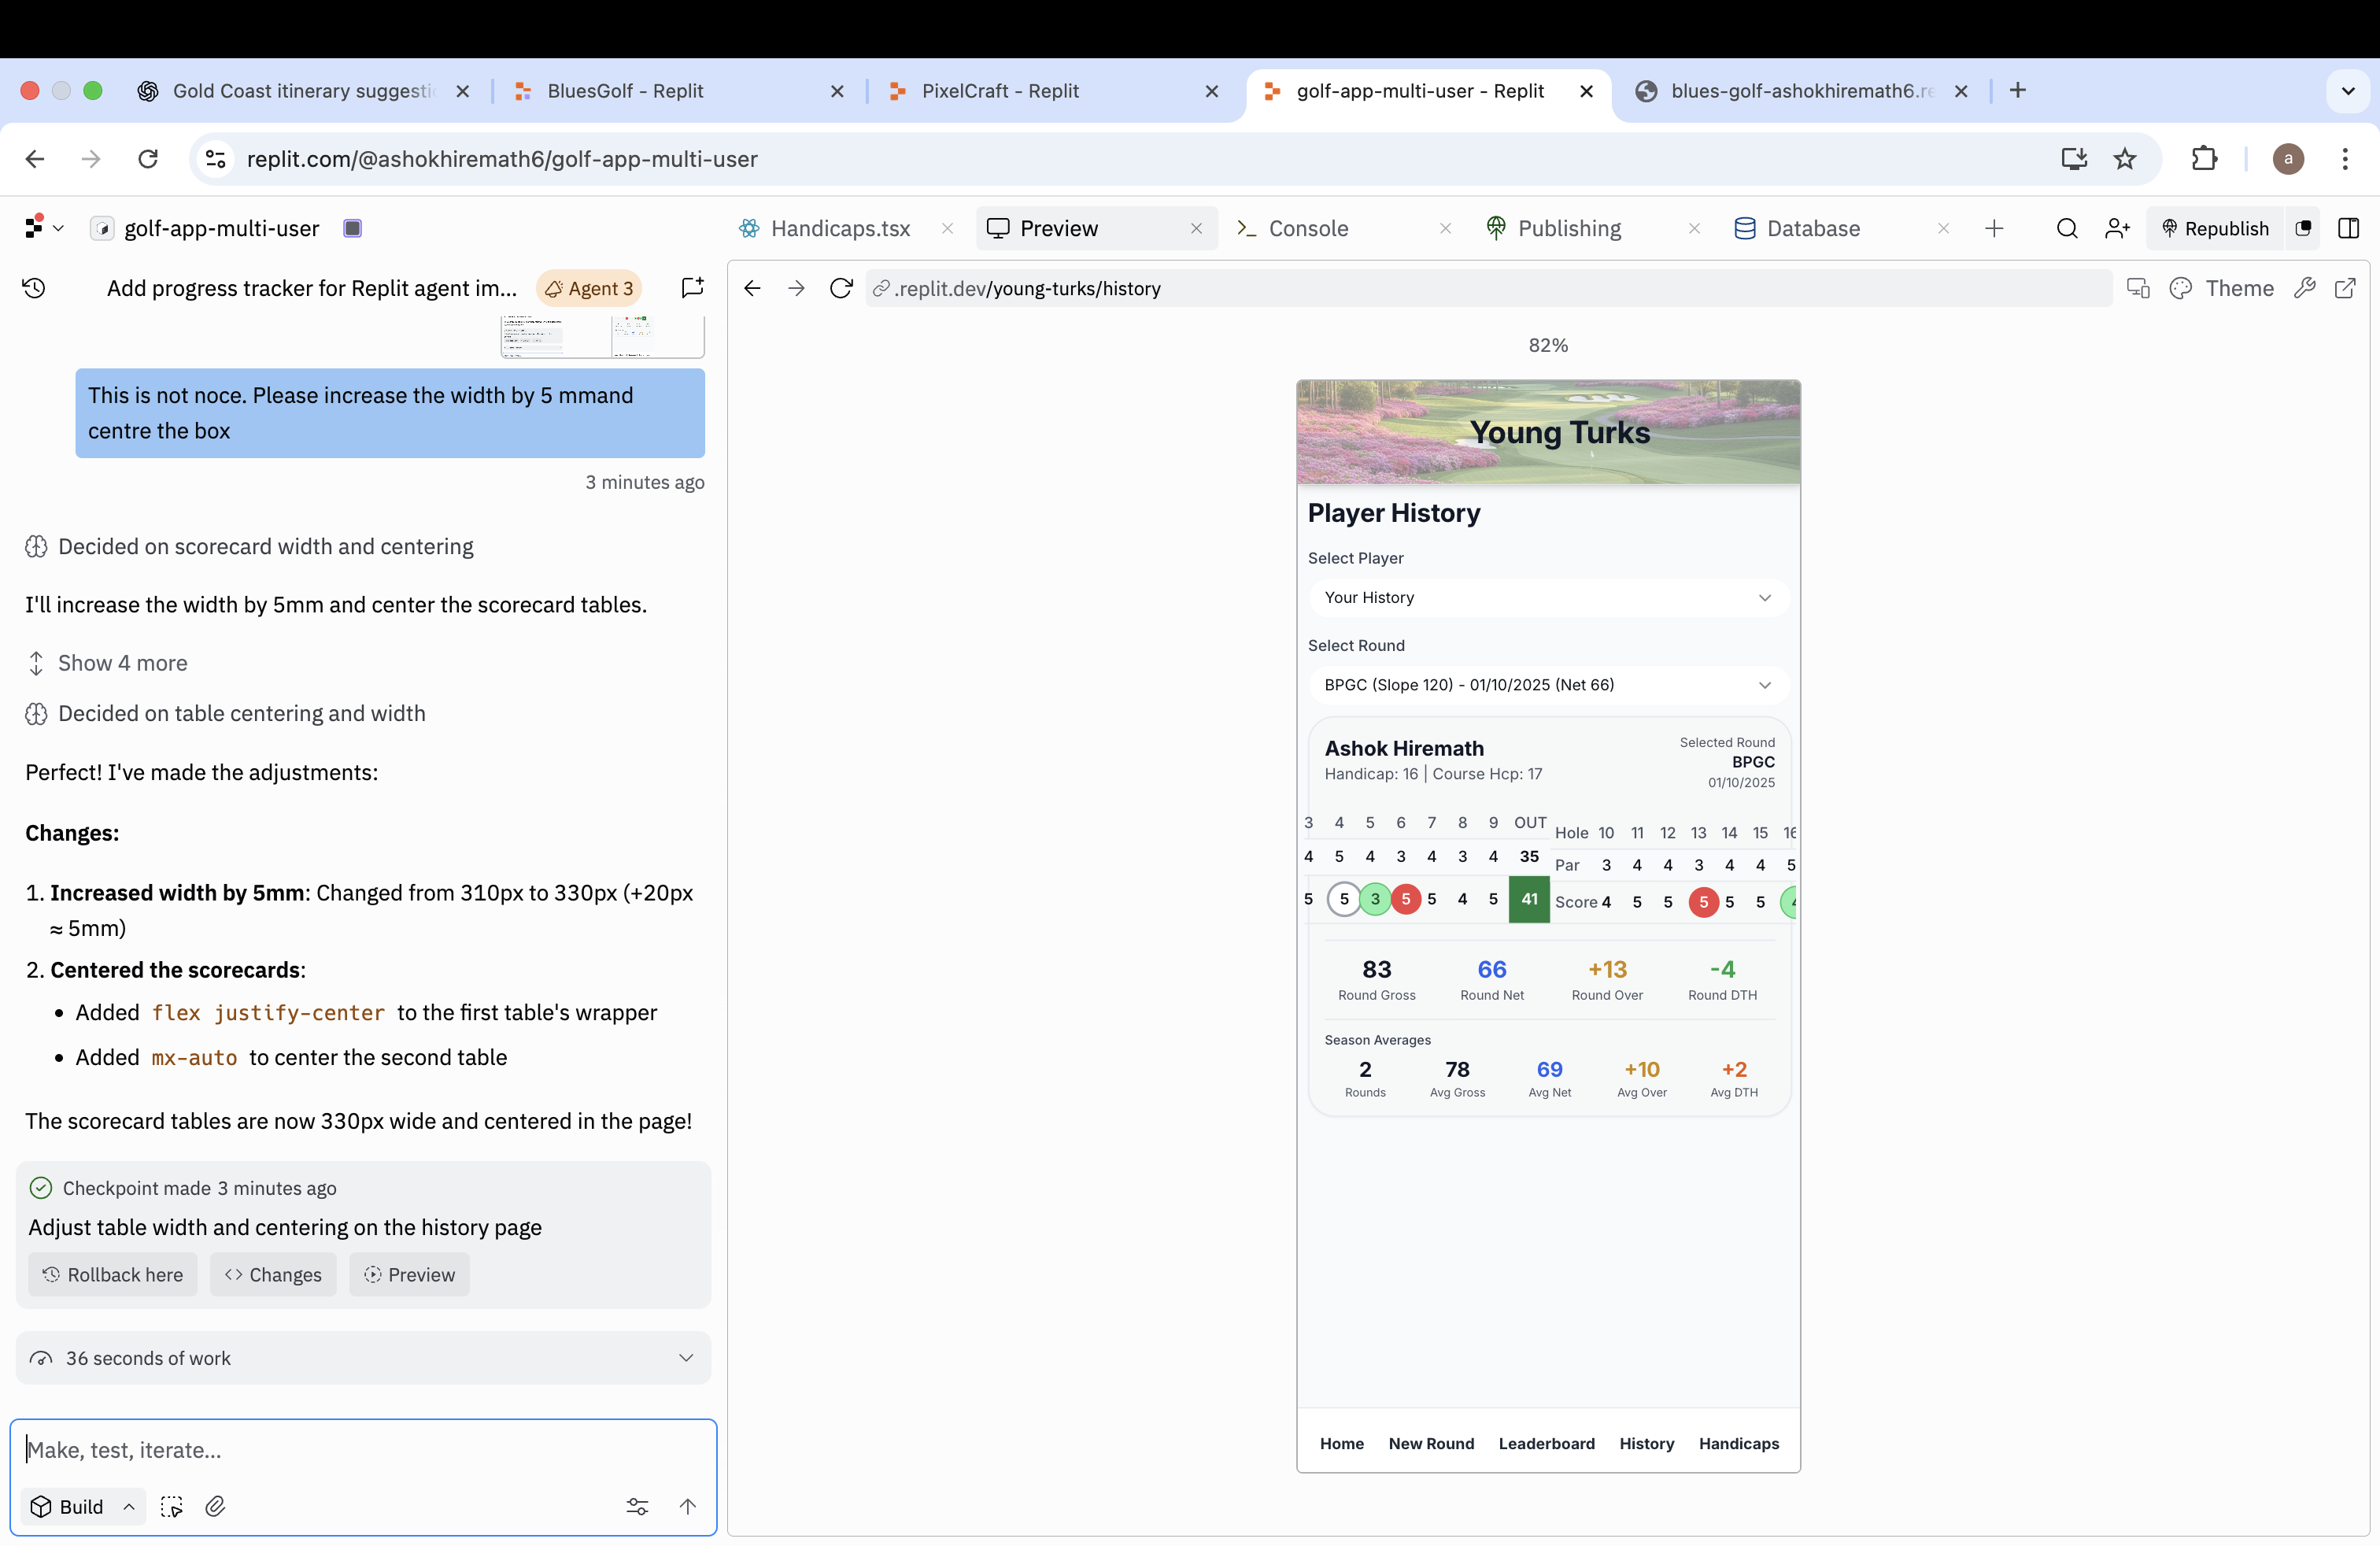 Gold Coast itinerary suggesti
BluesGolf - Replit
PixelCraft - Replit
golf-app-multi-user - Replit
blues-golf-ashokhiremath6.re
replit.com/@ashokhiremath6/golf-app-multi-user
a
golf-app-multi-user
Handicaps.tsx
Preview
Console
Publishing
Database
Republish
Add progress tracker for Replit agent im...
Agent 3
.replit.dev/young-turks/history
Theme
This is not noce. Please increase the width by 5 mmand
centre the box
3 minutes ago
Decided on scorecard width and centering
I'll increase the width by 5mm and center the scorecard tables.
Show 4 more
Decided on table centering and width
Perfect! I've made the adjustments:
Changes:
1. Increased width by 5mm: Changed from 310px to 330px (+20px
≈ 5mm)
2. Centered the scorecards:
• Added flex justify-center to the first table's wrapper
• Added mx-auto to center the second table
The scorecard tables are now 330px wide and centered in the page!
Checkpoint made 3 minutes ago
Adjust table width and centering on the history page
Rollback here
Changes
Preview
36 seconds of work
Make, test, iterate...
Build
82%
Young Turks
Player History
Select Player
Your History
Select Round
BPGC (Slope 120) - 01/10/2025 (Net 66)
Ashok Hiremath
Handicap: 16 | Course Hcp: 17
Selected Round
BPGC
01/10/2025
3 4 5 6 7 8 9 OUT
4 5 4 3 4 3 4 35
5 5 3 5 5 4 5 41
Hole 10 11 12 13 14 15 16
Par 3 4 4 3 4 4 5
Score 4 5 5 5 5 5 4
83 66 +13 -4
Round Gross Round Net Round Over Round DTH
Season Averages
2 78 69 +10 +2
Rounds Avg Gross Avg Net Avg Over Avg DTH
Home New Round Leaderboard History Handicaps